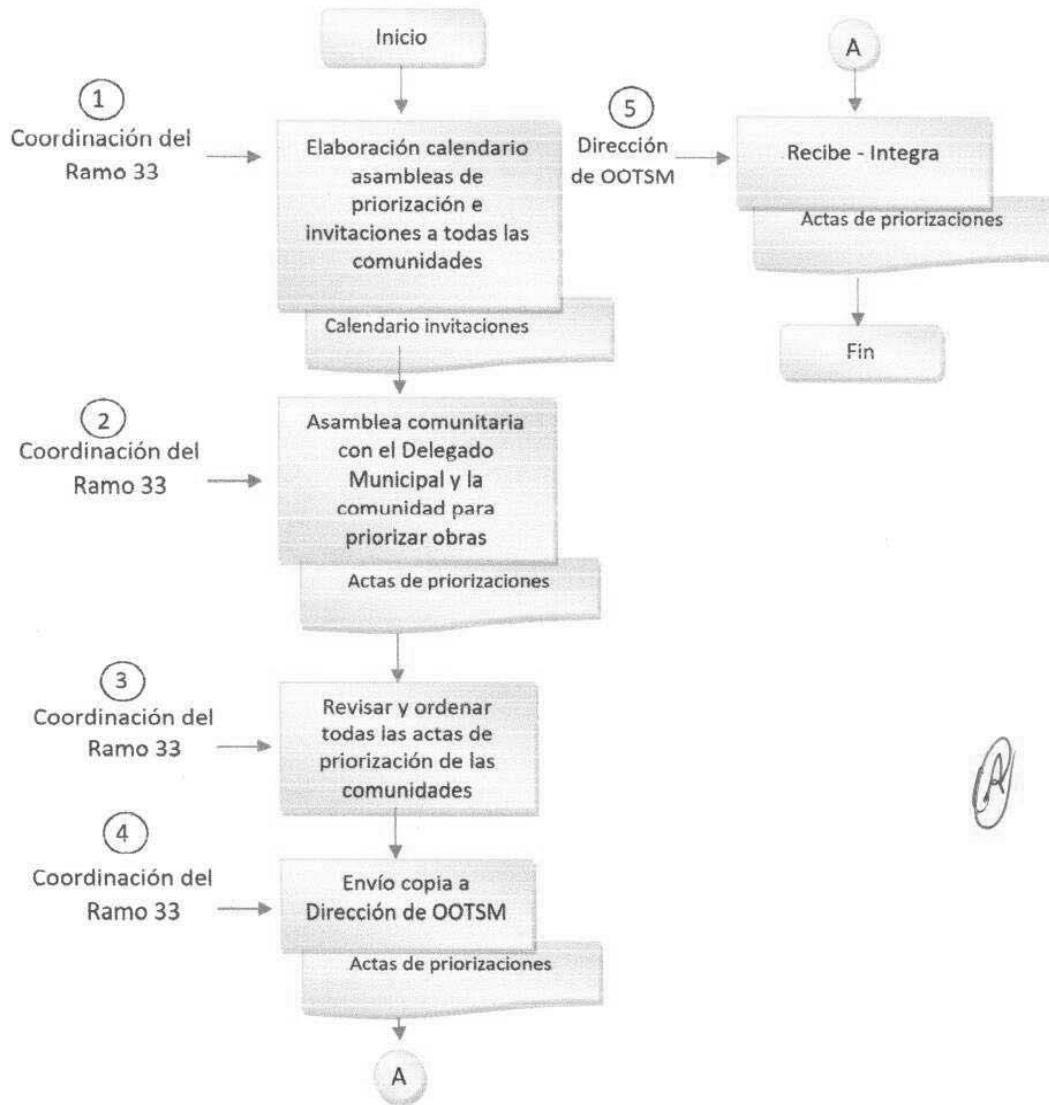 Inicio
1
Coordinación del
Ramo 33
Elaboración calendario
asambleas de
priorización e
invitaciones a todas las
comunidades
Calendario invitaciones
2
Coordinación del
Ramo 33
Asamblea comunitaria
con el Delegado
Municipal y la
comunidad para
priorizar obras
Actas de priorizaciones
3
Coordinación del
Ramo 33
Revisar y ordenar
todas las actas de
priorización de las
comunidades
4
Coordinación del
Ramo 33
Envío copia a
Dirección de OOTSM
Actas de priorizaciones
A
A
5
Dirección
de OOTSM
Recibe - Integra
Actas de priorizaciones
Fin